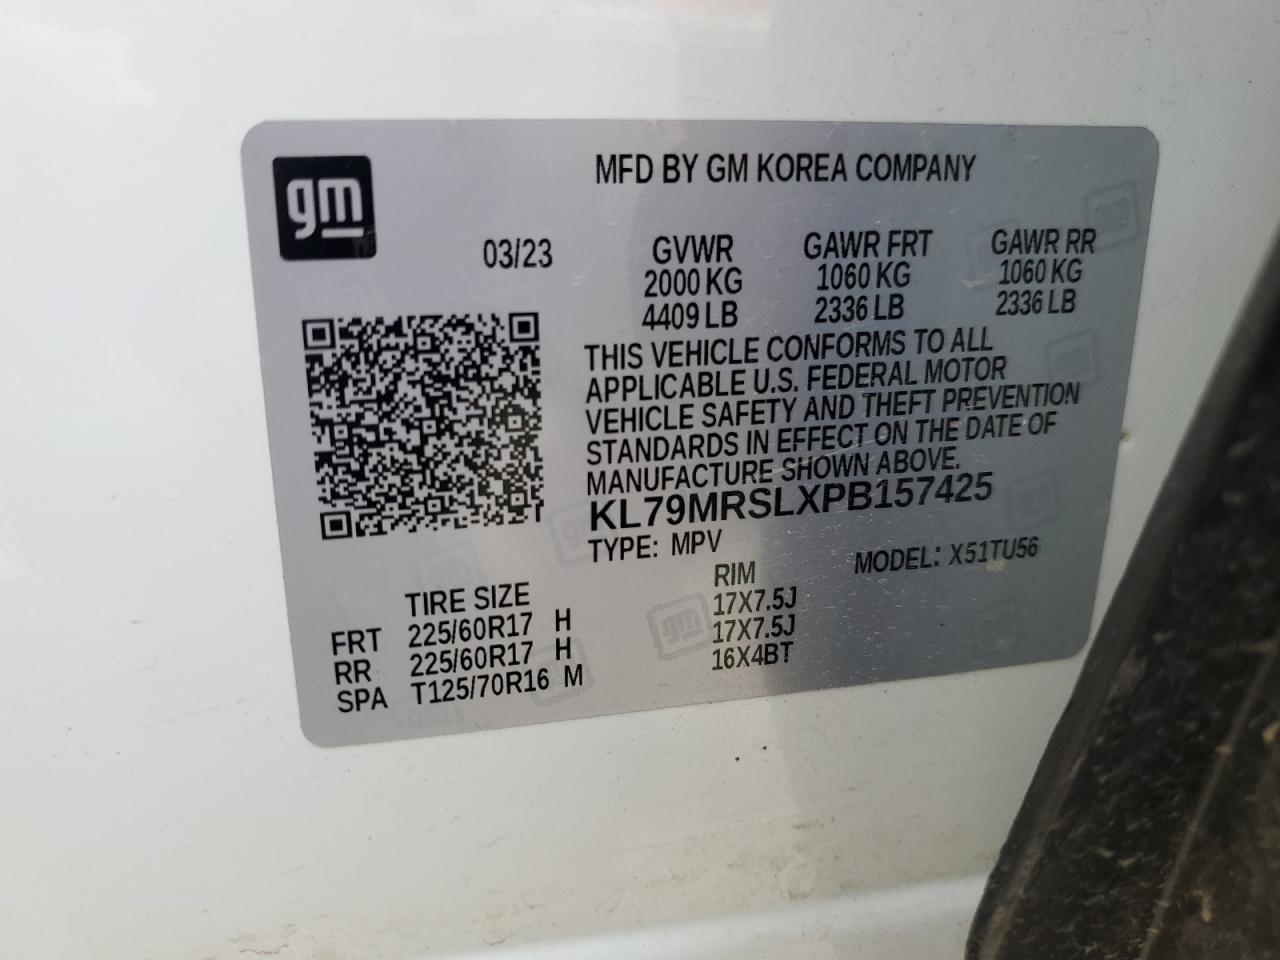 gm
MFD BY GM KOREA COMPANY
03/23 GVWR GAWR FRT GAWR RR
2000 KG 1060 KG 1060 KG
4409 LB 2336 LB 2336 LB
THIS VEHICLE CONFORMS TO ALL
APPLICABLE U.S. FEDERAL MOTOR
VEHICLE SAFETY AND THEFT PREVENTION
STANDARDS IN EFFECT ON THE DATE OF
MANUFACTURE SHOWN ABOVE.
KL79MRSLXPB157425
TYPE: MPV MODEL: X51TU56
TIRE SIZE RIM
FRT 225/60R17 H 17X7.5J
RR 225/60R17 H 17X7.5J
SPA T125/70R16 M 16X4BT
gm